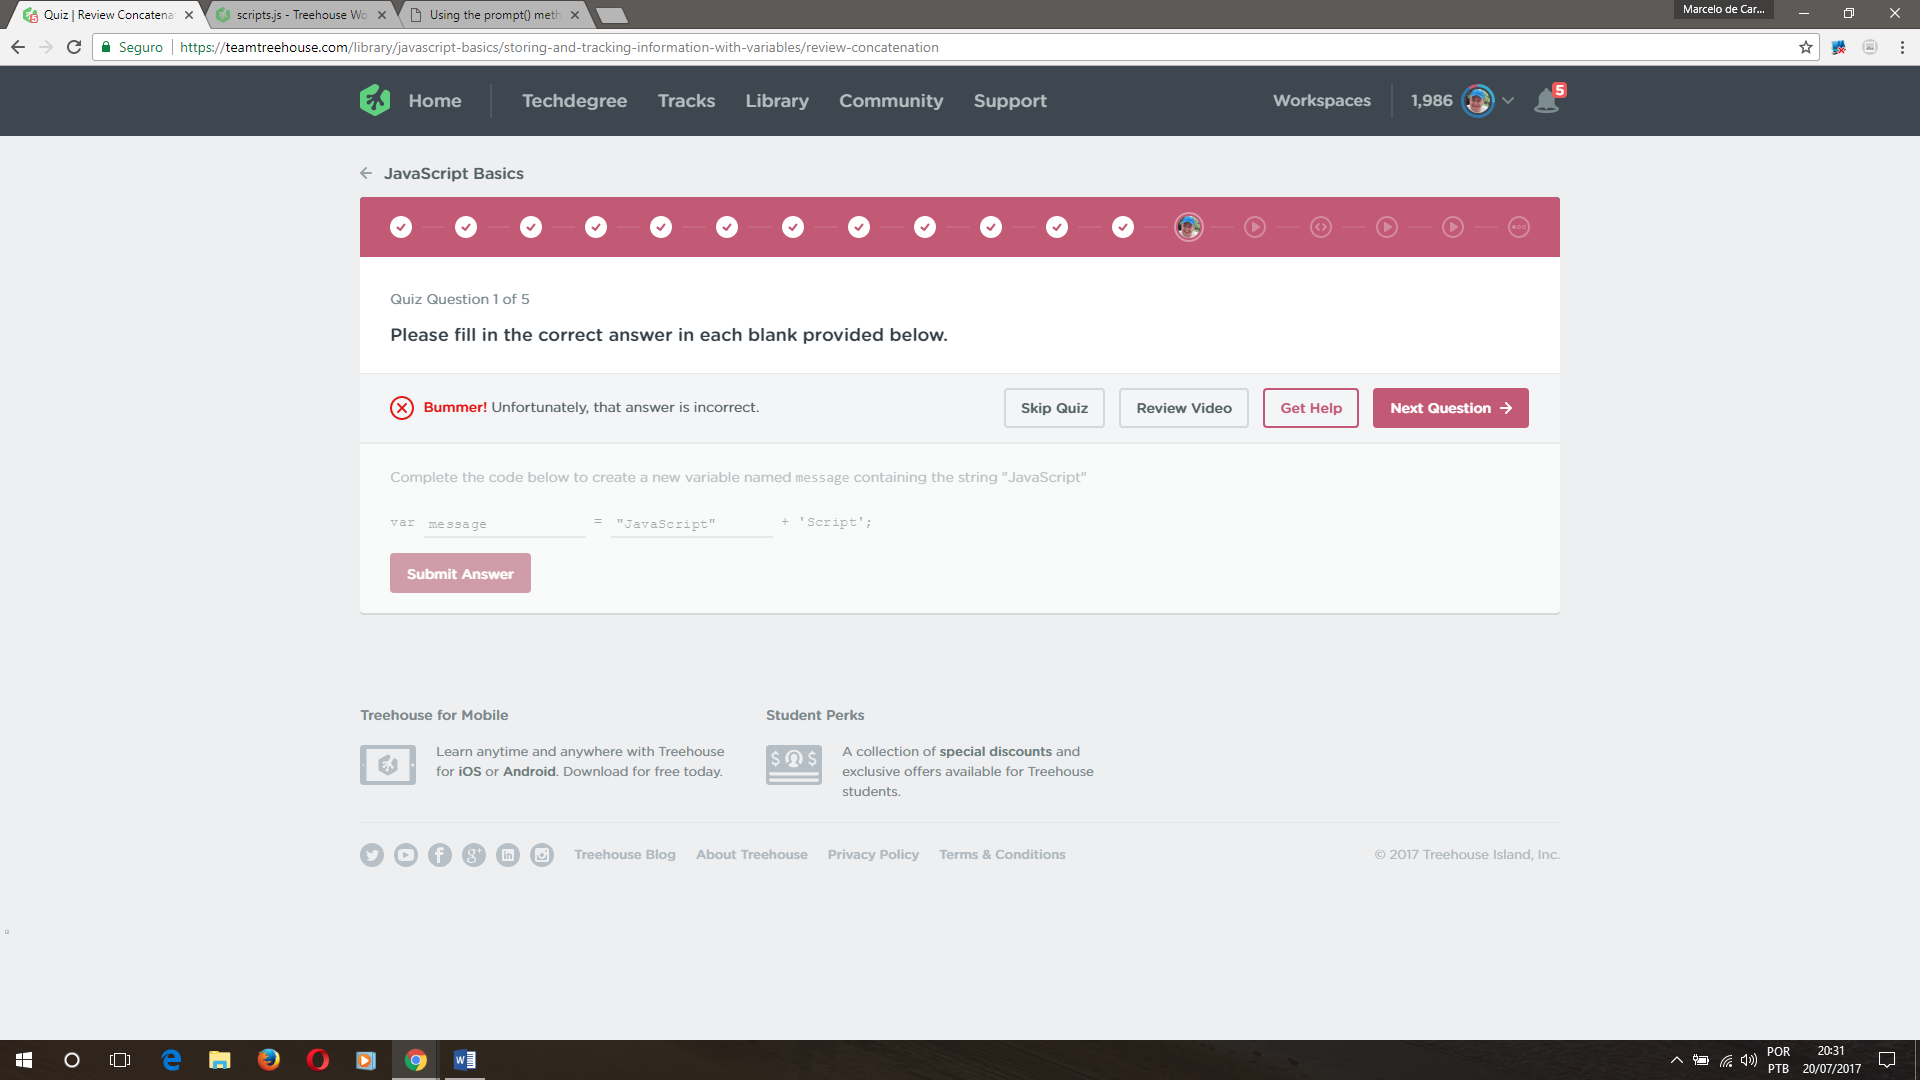 Quiz | Review Concatena
scripts.js - Treehouse Wo
Using the prompt() meth
Marcelo de Car...
Seguro
https://teamtreehouse.com/library/javascript-basics/storing-and-tracking-information-with-variables/review-concatenation
Home
Techdegree
Tracks
Library
Community
Support
Workspaces
1,986
5
JavaScript Basics
Quiz Question 1 of 5
Please fill in the correct answer in each blank provided below.
Bummer! Unfortunately, that answer is incorrect.
Skip Quiz
Review Video
Get Help
Next Question
Complete the code below to create a new variable named message containing the string "JavaScript"
var message = "JavaScript" + 'Script';
Submit Answer
Treehouse for Mobile
Learn anytime and anywhere with Treehouse
for iOS or Android. Download for free today.
Student Perks
A collection of special discounts and
exclusive offers available for Treehouse
students.
Treehouse Blog
About Treehouse
Privacy Policy
Terms & Conditions
© 2017 Treehouse Island, Inc.
POR
PTB
20:31
20/07/2017